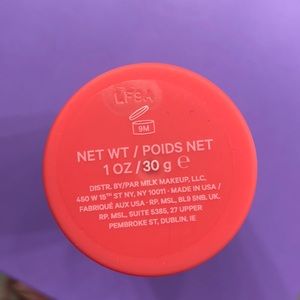 LF9A
9M
NET WT / POIDS NET
1 OZ / 30 g e
DISTR. BY/PAR MILK MAKEUP, LLC,
450 W 15TH ST NY, NY 10011 · MADE IN USA /
FABRIQUÉ AUX USA · RP. MSL, BL9 5NB, UK.
RP. MSL, SUITE 5385, 27 UPPER
PEMBROKE ST, DUBLIN, IE